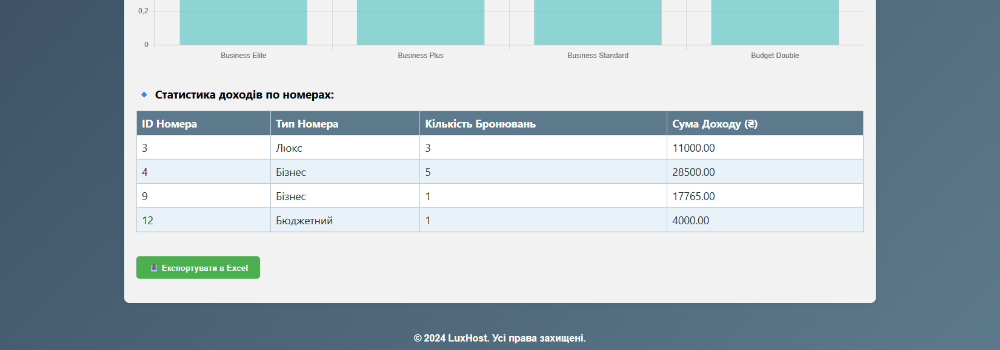 0,2
0
Business Elite Business Plus Business Standard Budget Double
Статистика доходів по номерах:
ID Номера Тип Номера Кількість Бронювань Сума Доходу (₴)
3 Люкс 3 11000.00
4 Бізнес 5 28500.00
9 Бізнес 1 17765.00
12 Бюджетний 1 4000.00
Експортувати в Excel
© 2024 LuxHost. Усі права захищені.